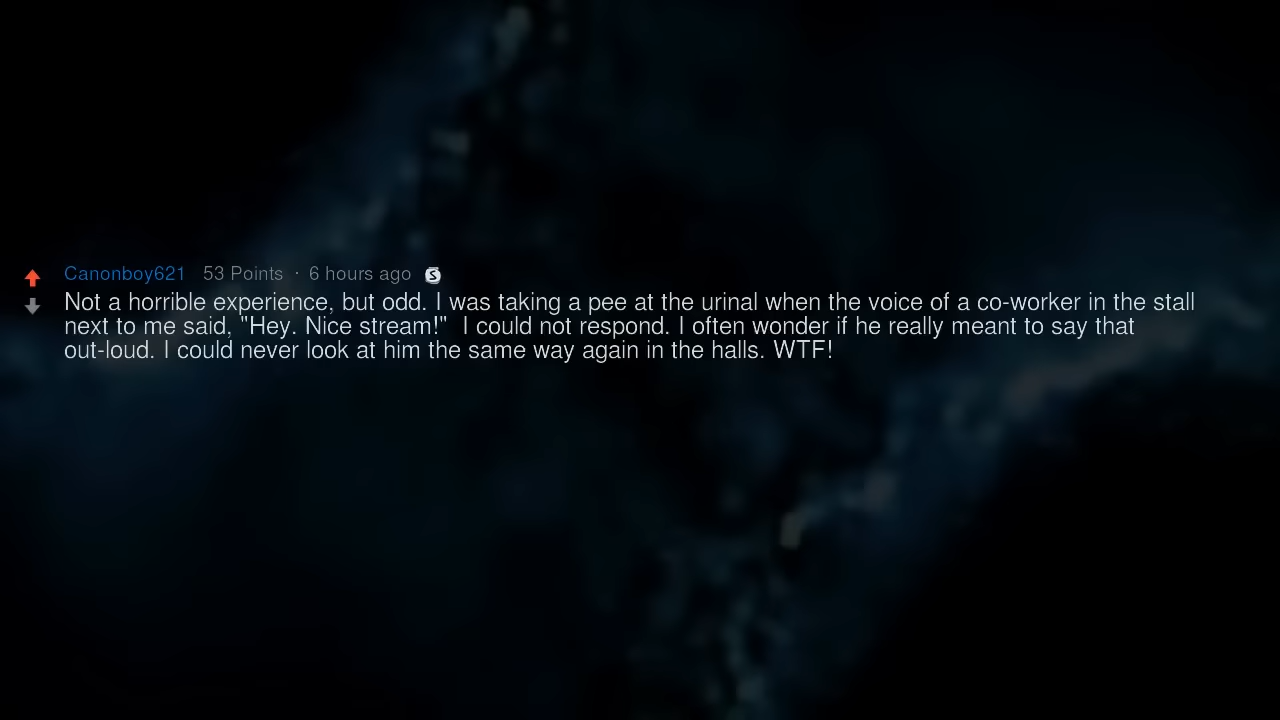 Canonboy621 53 Points · 6 hours ago
Not a horrible experience, but odd. I was taking a pee at the urinal when the voice of a co-worker in the stall
next to me said, "Hey. Nice stream!"  I could not respond. I often wonder if he really meant to say that
out-loud. I could never look at him the same way again in the halls. WTF!